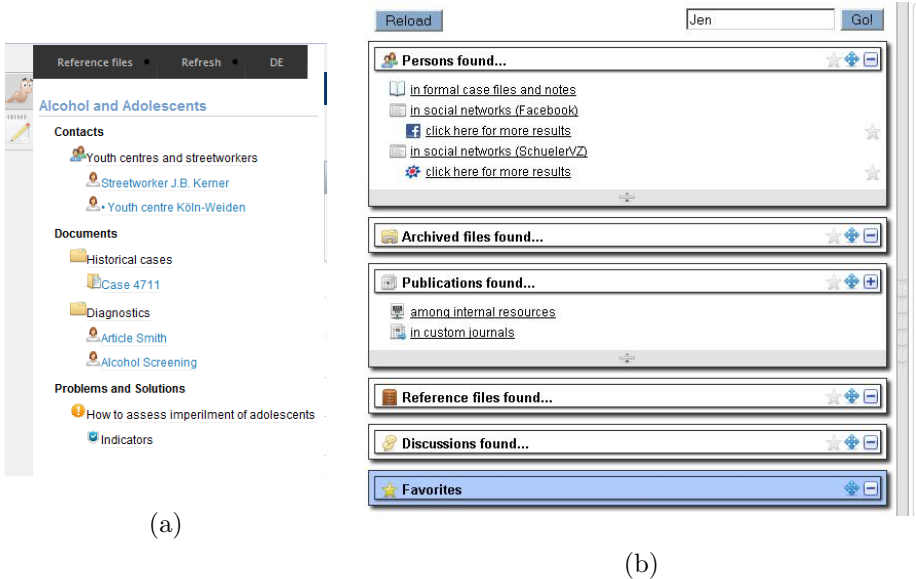 Reference files • Refresh • DE
Alcohol and Adolescents
Contacts
Youth centres and streetworkers
Streetworker J.B. Kerner
• Youth centre Köln-Weiden
Documents
Historical cases
Case 4711
Diagnostics
Article Smith
Alcohol Screening
Problems and Solutions
How to assess imperilment of adolescents
Indicators
(a)
Reload Jen Go!
Persons found...
in formal case files and notes
in social networks (Facebook)
click here for more results
in social networks (SchuelerVZ)
click here for more results
Archived files found...
Publications found...
among internal resources
in custom journals
Reference files found...
Discussions found...
Favorites
(b)